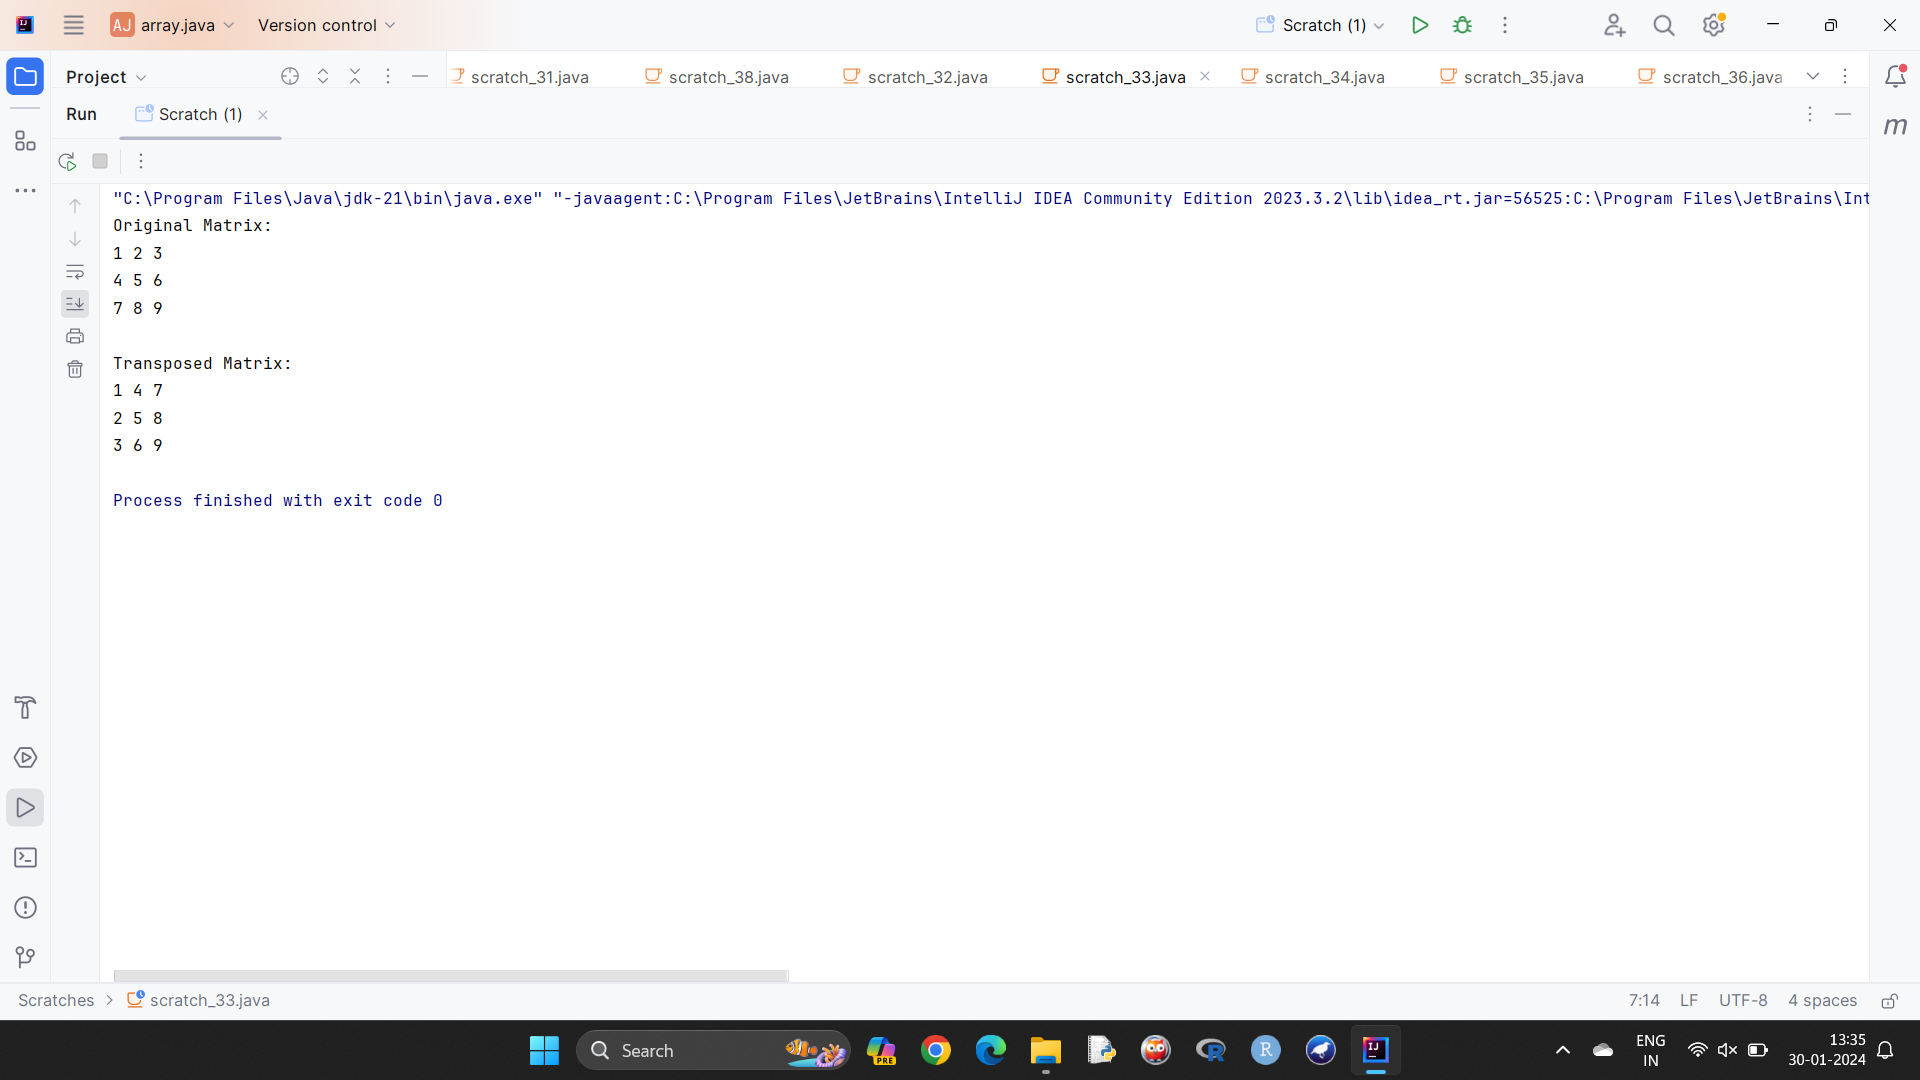 AJ array.java Version control Scratch (1)
Project scratch_31.java scratch_38.java scratch_32.java scratch_33.java scratch_34.java scratch_35.java scratch_36.java
Run Scratch (1)
"C:\Program Files\Java\jdk-21\bin\java.exe" "-javaagent:C:\Program Files\JetBrains\IntelliJ IDEA Community Edition 2023.3.2\lib\idea_rt.jar=56525:C:\Program Files\JetBrains\Int
Original Matrix:
1 2 3
4 5 6
7 8 9
Transposed Matrix:
1 4 7
2 5 8
3 6 9
Process finished with exit code 0
Scratches > scratch_33.java 7:14 LF UTF-8 4 spaces
Search PRE ENG 13:35
IN 30-01-2024